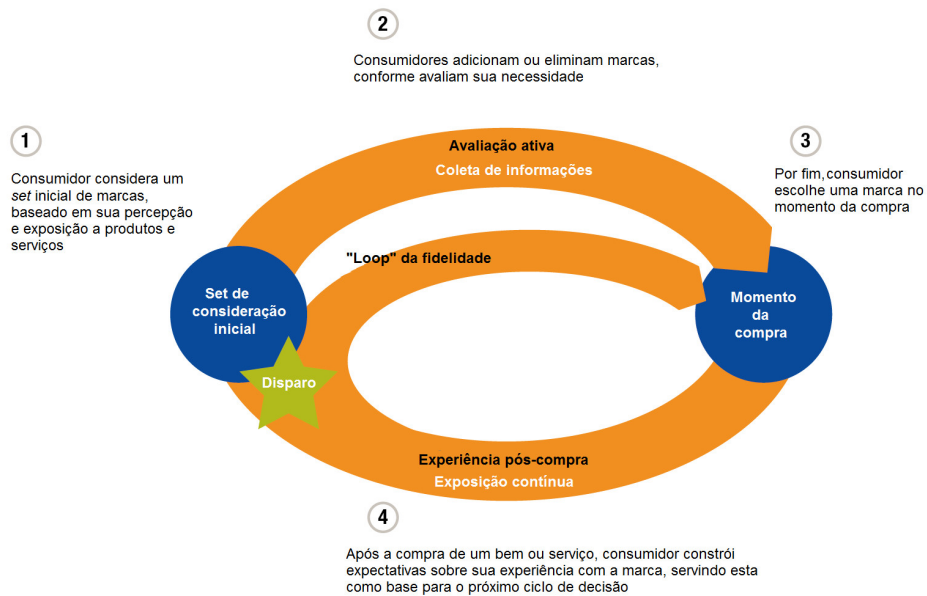 2
Consumidores adicionam ou eliminam marcas,
conforme avaliam sua necessidade
1
Consumidor considera um
set inicial de marcas,
baseado em sua percepção
e exposição a produtos e
serviços
3
Por fim,consumidor
escolhe uma marca no
momento da compra
Avaliação ativa
Coleta de informações
"Loop" da fidelidade
Set de
consideração
inicial
Disparo
Momento
da
compra
Experiência pós-compra
Exposição contínua
4
Após a compra de um bem ou serviço, consumidor constrói
expectativas sobre sua experiência com a marca, servindo esta
como base para o próximo ciclo de decisão